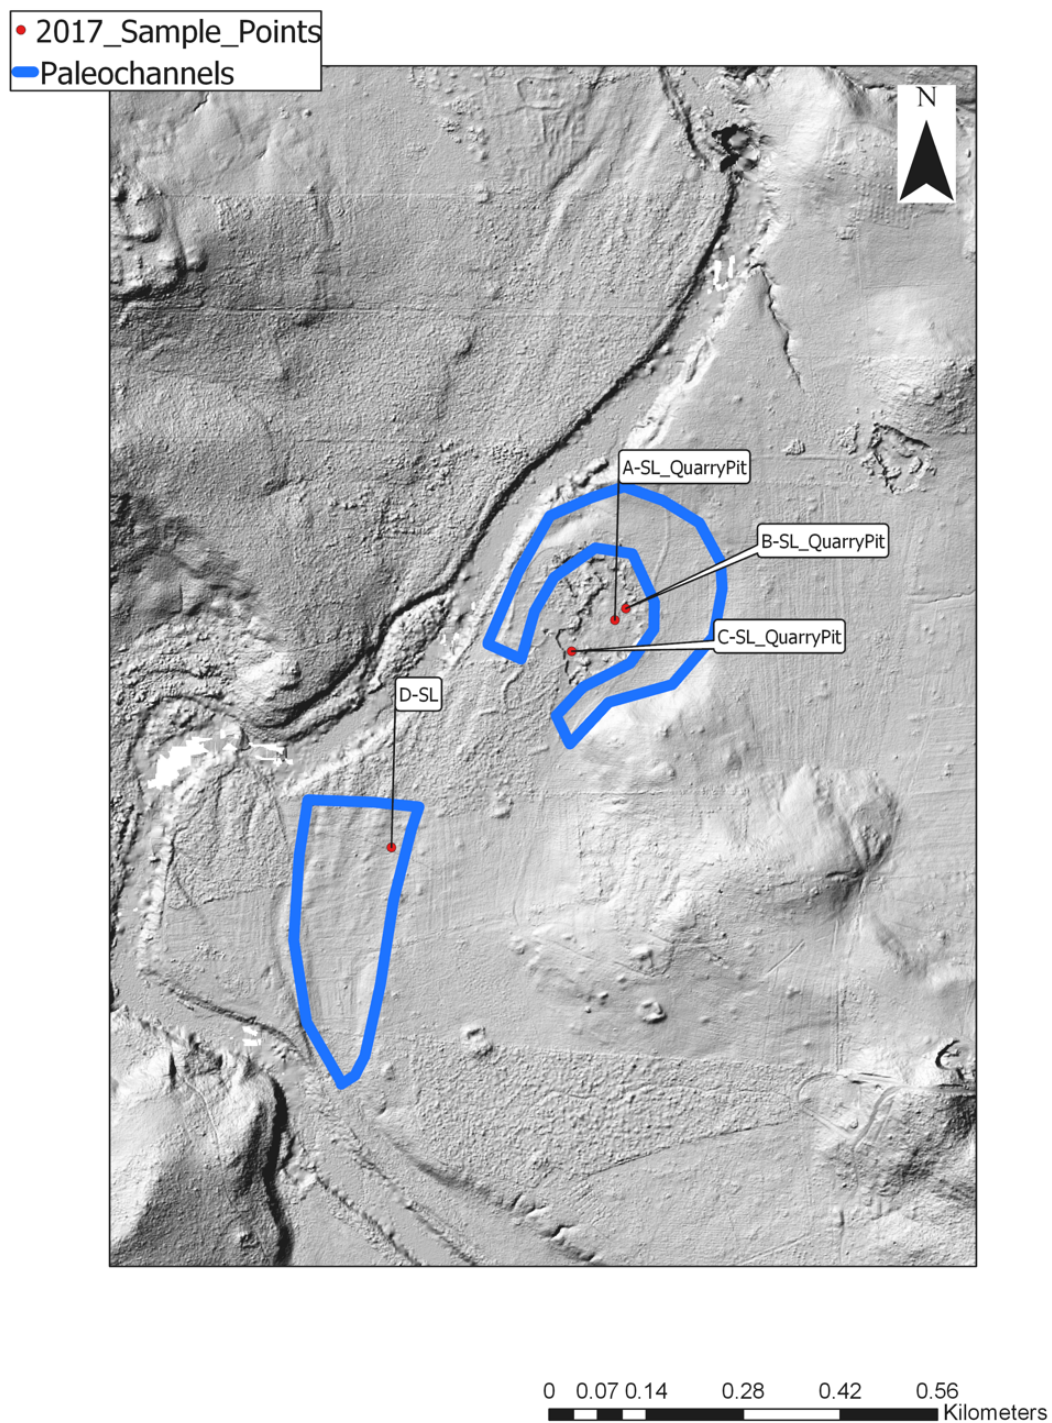 2017_Sample_Points
Paleochannels
N
A-SL_QuarryPit
B-SL_QuarryPit
C-SL_QuarryPit
D-SL
0 0.07 0.14 0.28 0.42 0.56
Kilometers